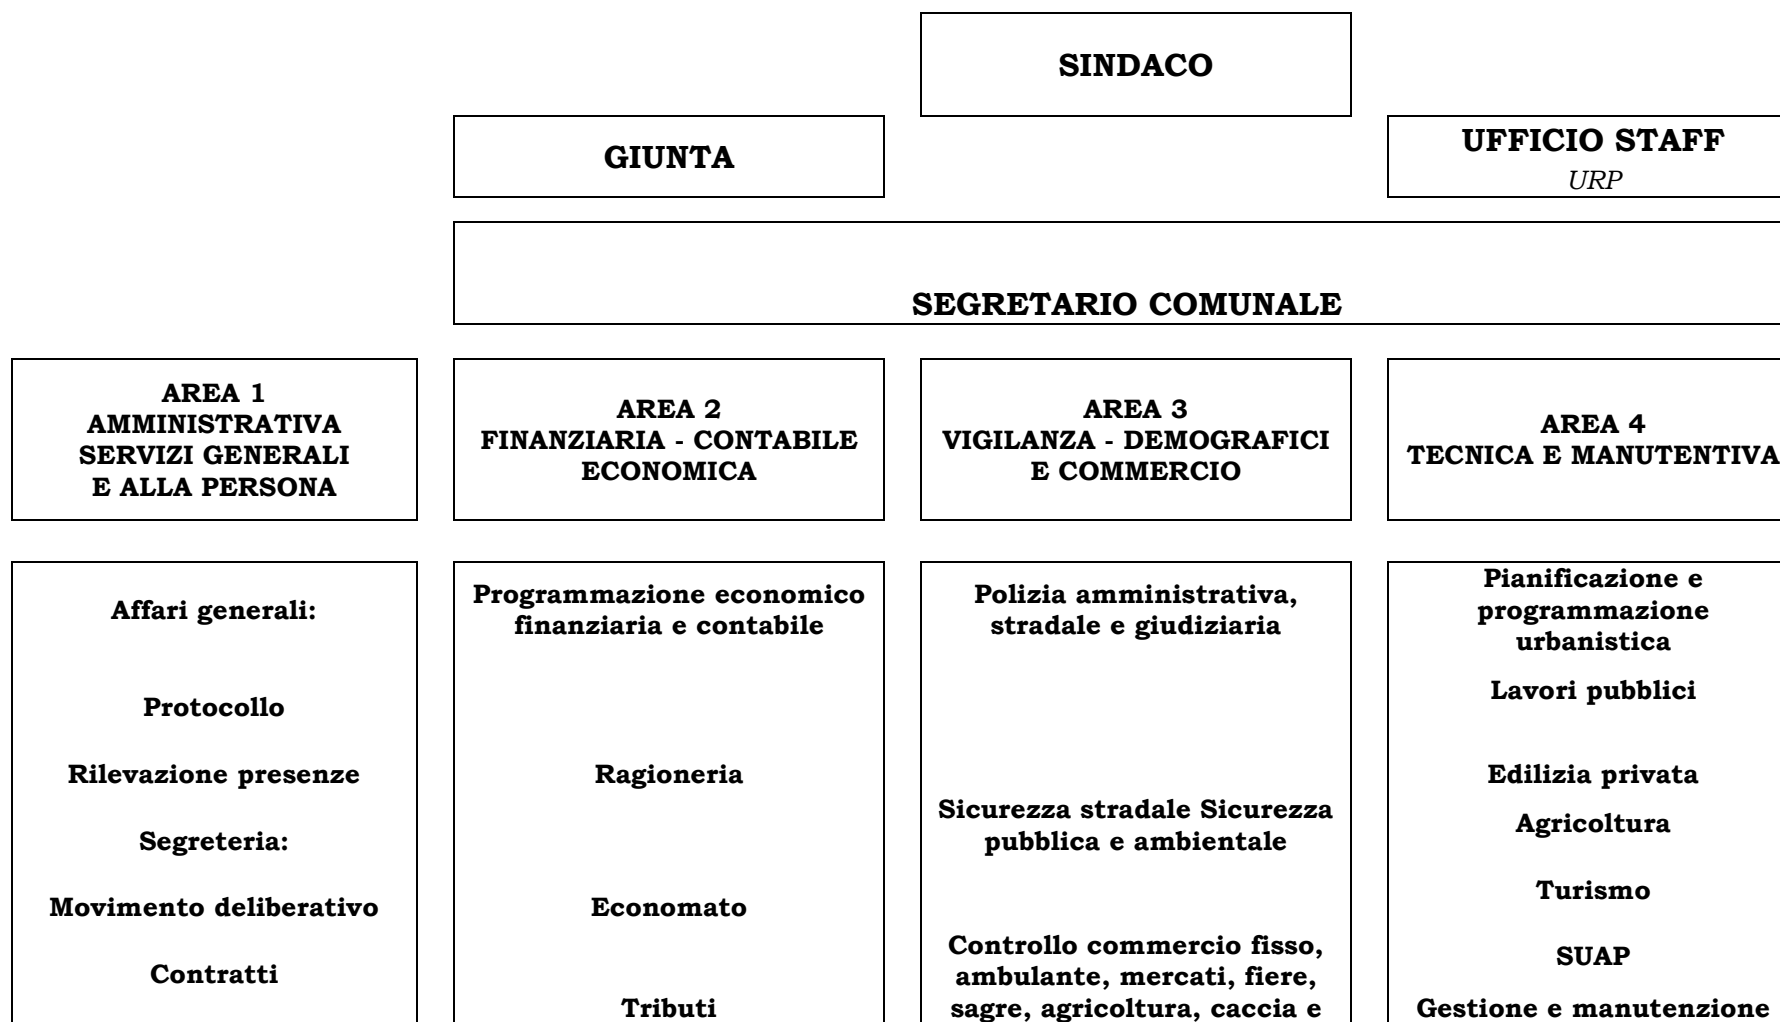 SINDACO
GIUNTA
UFFICIO STAFF
URP
SEGRETARIO COMUNALE
AREA 1
AMMINISTRATIVA
SERVIZI GENERALI
E ALLA PERSONA
AREA 2
FINANZIARIA - CONTABILE
ECONOMICA
AREA 3
VIGILANZA - DEMOGRAFICI
E COMMERCIO
AREA 4
TECNICA E MANUTENTIVA
Affari generali:
Protocollo
Rilevazione presenze
Segreteria:
Movimento deliberativo
Contratti
Programmazione economico
finanziaria e contabile
Ragioneria
Economato
Tributi
Polizia amministrativa,
stradale e giudiziaria
Sicurezza stradale Sicurezza
pubblica e ambientale
Controllo commercio fisso,
ambulante, mercati, fiere,
sagre, agricoltura, caccia e
Pianificazione e
programmazione
urbanistica
Lavori pubblici
Edilizia privata
Agricoltura
Turismo
SUAP
Gestione e manutenzione